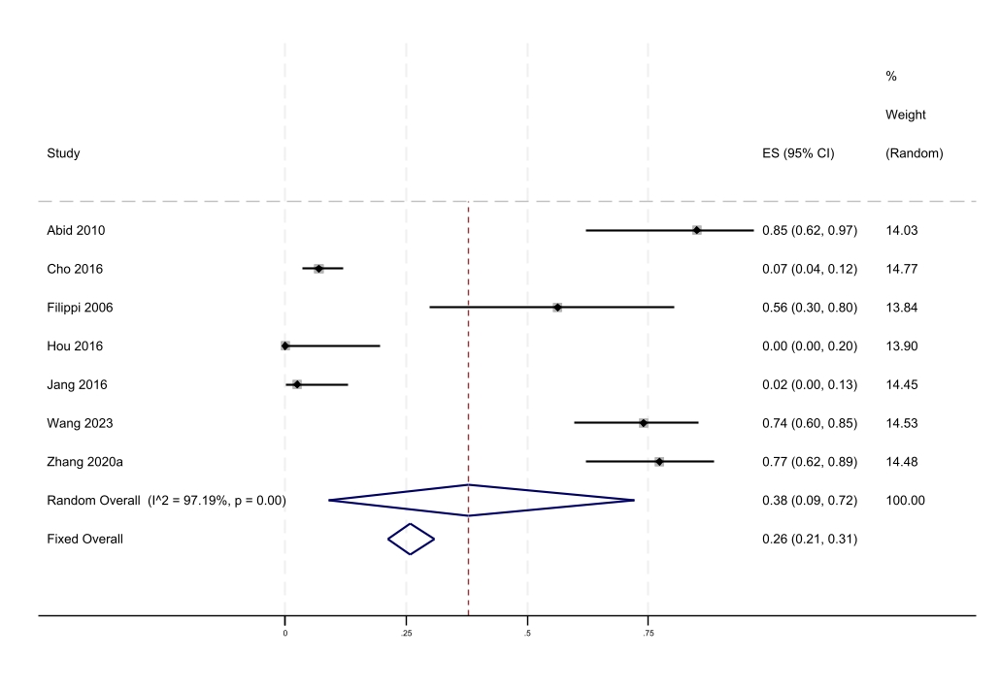 %
Weight
Study ES (95% CI) (Random)
Abid 2010 0.85 (0.62, 0.97) 14.03
Cho 2016 0.07 (0.04, 0.12) 14.77
Filippi 2006 0.56 (0.30, 0.80) 13.84
Hou 2016 0.00 (0.00, 0.20) 13.90
Jang 2016 0.02 (0.00, 0.13) 14.45
Wang 2023 0.74 (0.60, 0.85) 14.53
Zhang 2020a 0.77 (0.62, 0.89) 14.48
Random Overall (I^2 = 97.19%, p = 0.00) 0.38 (0.09, 0.72) 100.00
Fixed Overall 0.26 (0.21, 0.31)
0 .25 .5 .75